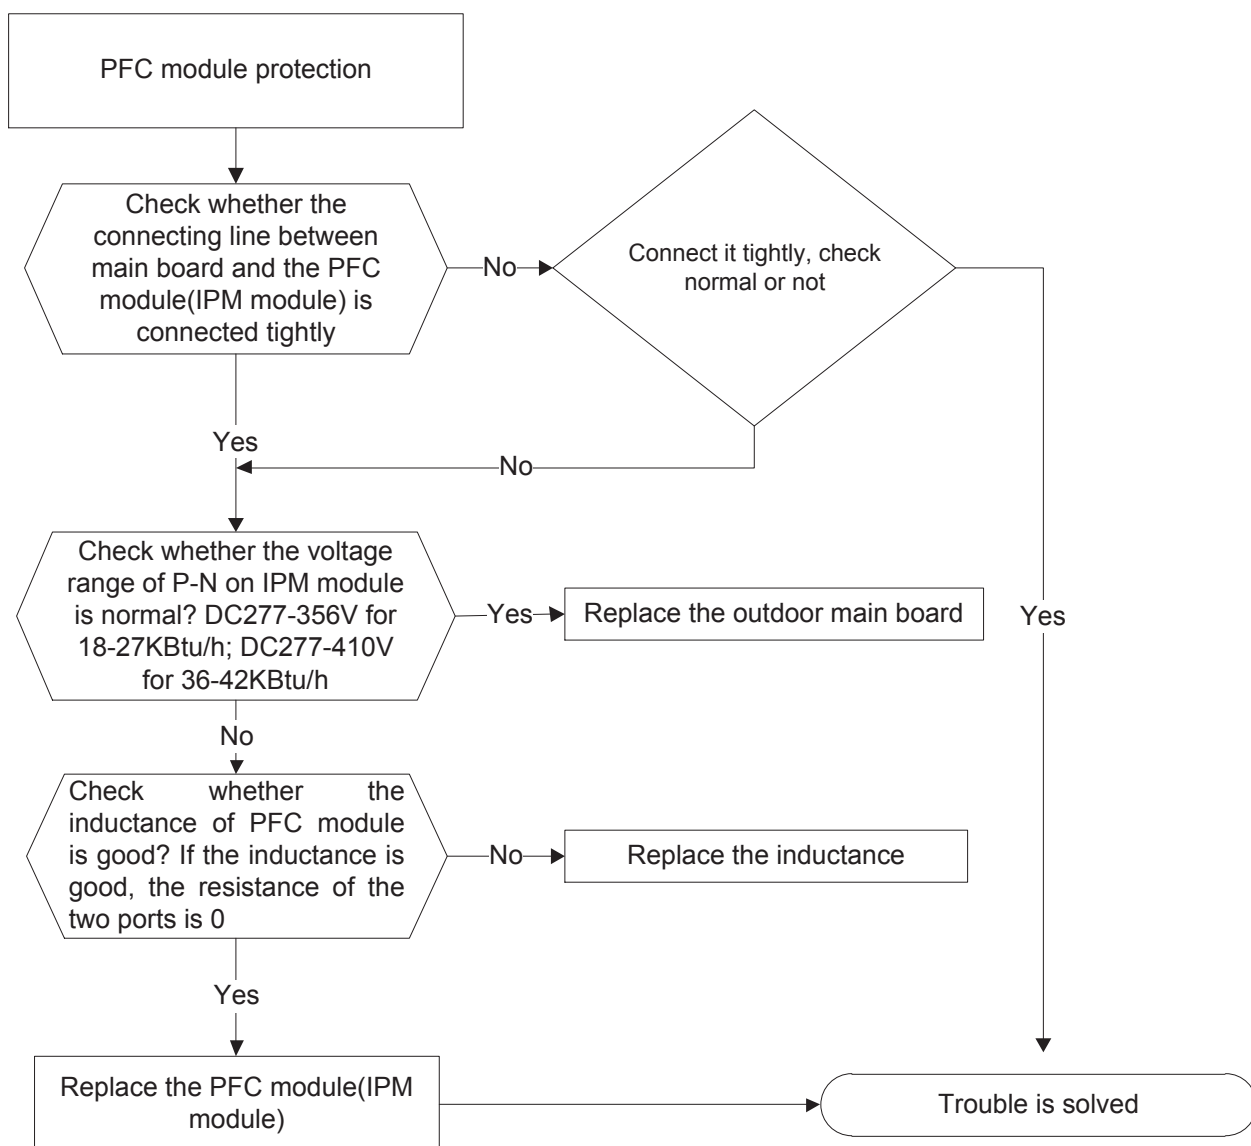 PFC module protection
Check whether the
connecting line between
main board and the PFC
module(IPM module) is
connected tightly
No
Connect it tightly, check
normal or not
Yes
No
Check whether the voltage
range of P-N on IPM module
is normal? DC277-356V for
18-27KBtu/h; DC277-410V
for 36-42KBtu/h
Yes
Replace the outdoor main board
Yes
No
Check whether the
inductance of PFC module
is good? If the inductance is
good, the resistance of the
two ports is 0
No
Replace the inductance
Yes
Replace the PFC module(IPM
module)
Trouble is solved